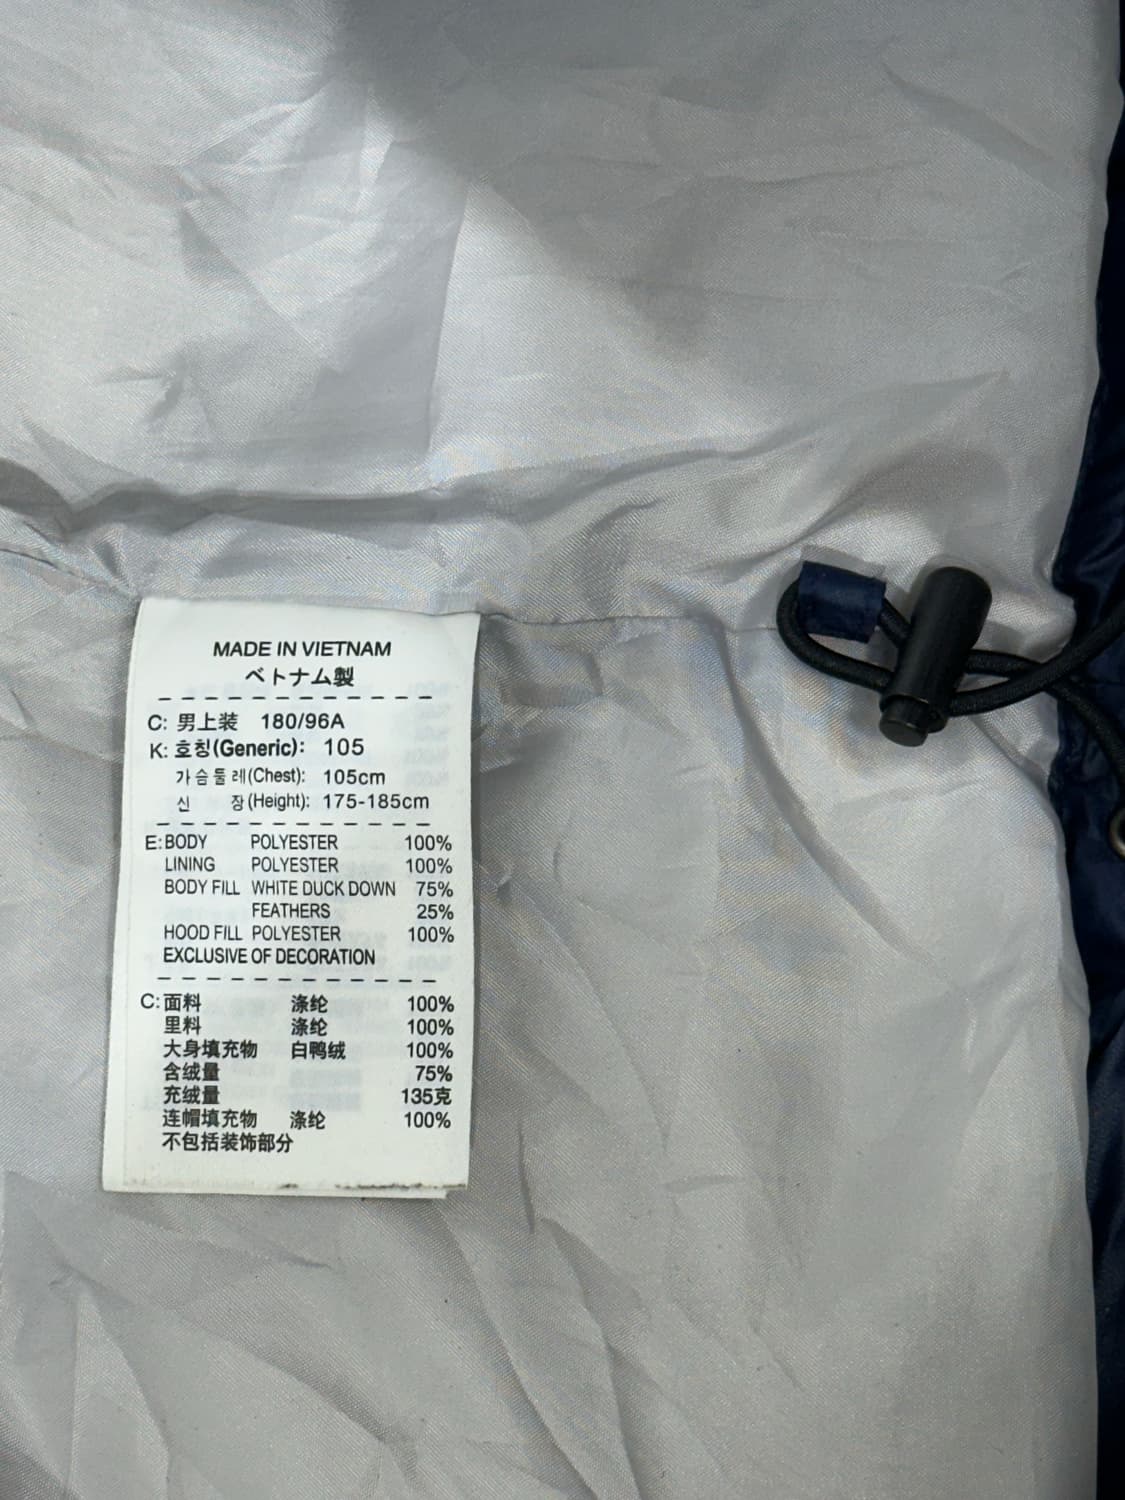 MADE IN VIETNAM
ベトナム製
C: 男上装 180/96A
K: 호칭(Generic): 105
가슴둘레(Chest): 105cm
신 장(Height): 175-185cm
E: BODY POLYESTER 100%
LINING POLYESTER 100%
BODY FILL WHITE DUCK DOWN 75%
FEATHERS 25%
HOOD FILL POLYESTER 100%
EXCLUSIVE OF DECORATION
C: 面料 涤纶 100%
里料 涤纶 100%
大身填充物 白鸭绒 100%
含绒量 75%
充绒量 135克
连帽填充物 涤纶 100%
不包括装饰部分